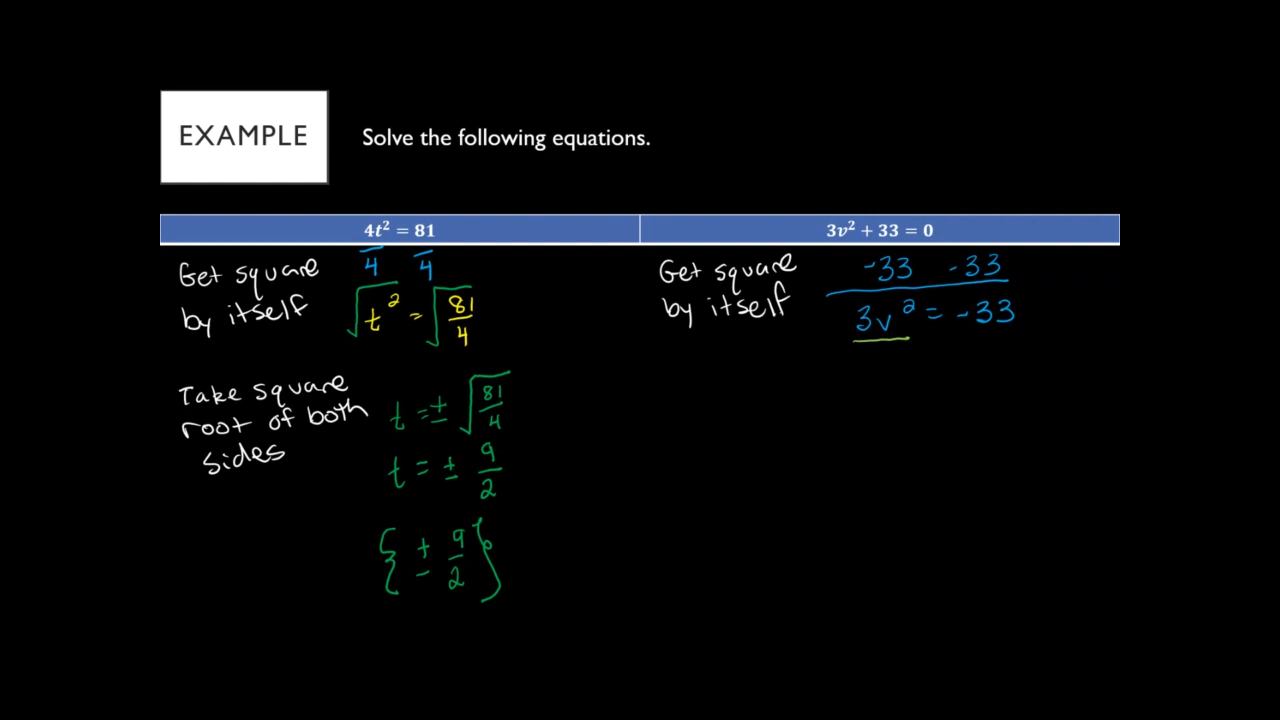 EXAMPLE
Solve the following equations.
4t² = 81
Get square
by itself
4 4
√t² = √81/4
Take square
root of both
sides
t = ± √81/4
t = ± 9/2
{± 9/2}
3v² + 33 = 0
Get square
by itself
-33 -33
3v² = -33